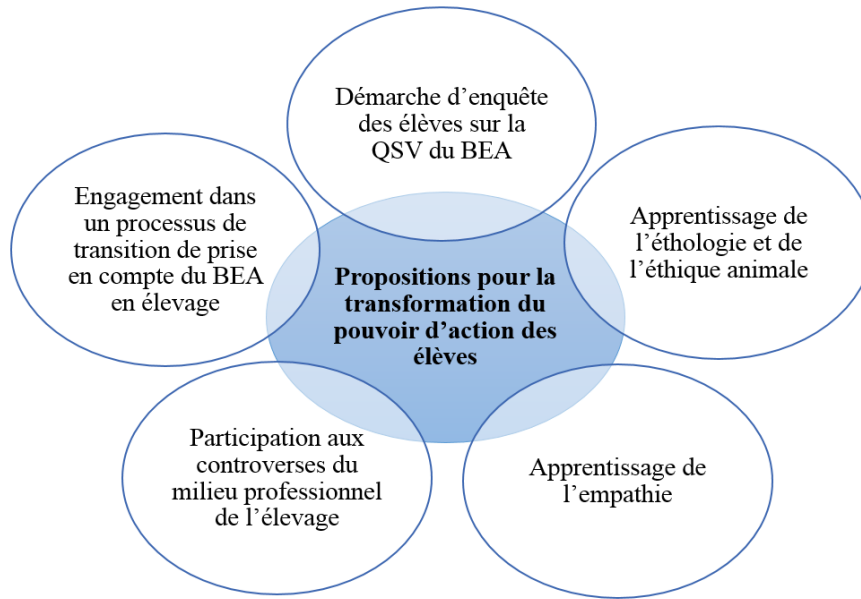 Démarche d’enquête
des élèves sur la
QSV du BEA
Engagement dans
un processus de
transition de prise
en compte du BEA
en élevage
Apprentissage de
l’éthologie et de
l’éthique animale
Propositions pour la
transformation du
pouvoir d’action des
élèves
Participation aux
controverses du
milieu professionnel
de l’élevage
Apprentissage de
l’empathie